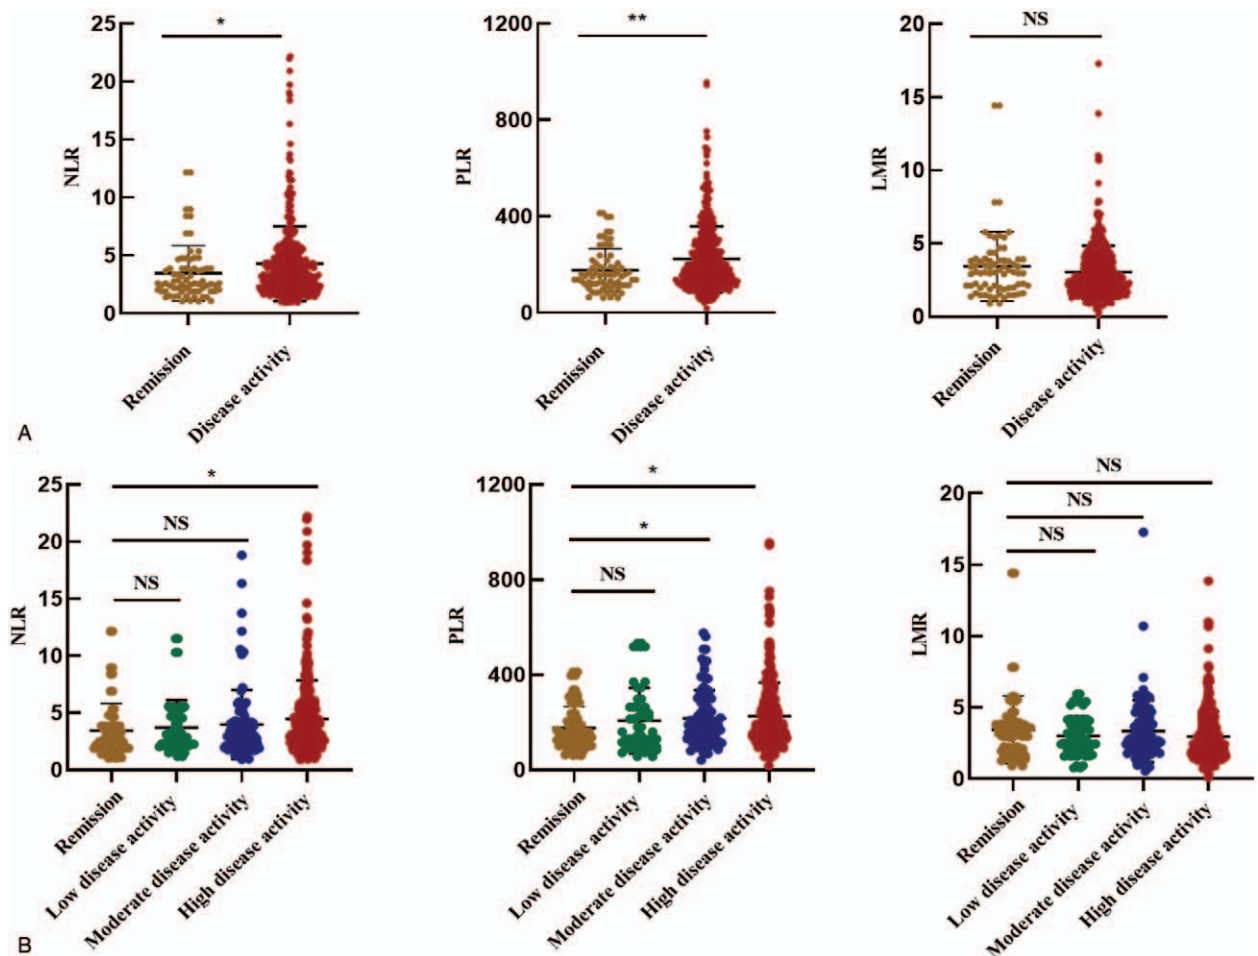 *
25
20
15
10
5
0
NLR
Remission
Disease activity
**
1200
800
400
0
PLR
Remission
Disease activity
NS
20
15
10
5
0
LMR
Remission
Disease activity
A
*
NS
NS
25
20
15
10
5
0
NLR
Remission
Low disease activity
Moderate disease activity
High disease activity
*
*
NS
1200
800
400
0
PLR
Remission
Low disease activity
Moderate disease activity
High disease activity
NS
NS
NS
20
15
10
5
0
LMR
Remission
Low disease activity
Moderate disease activity
High disease activity
B